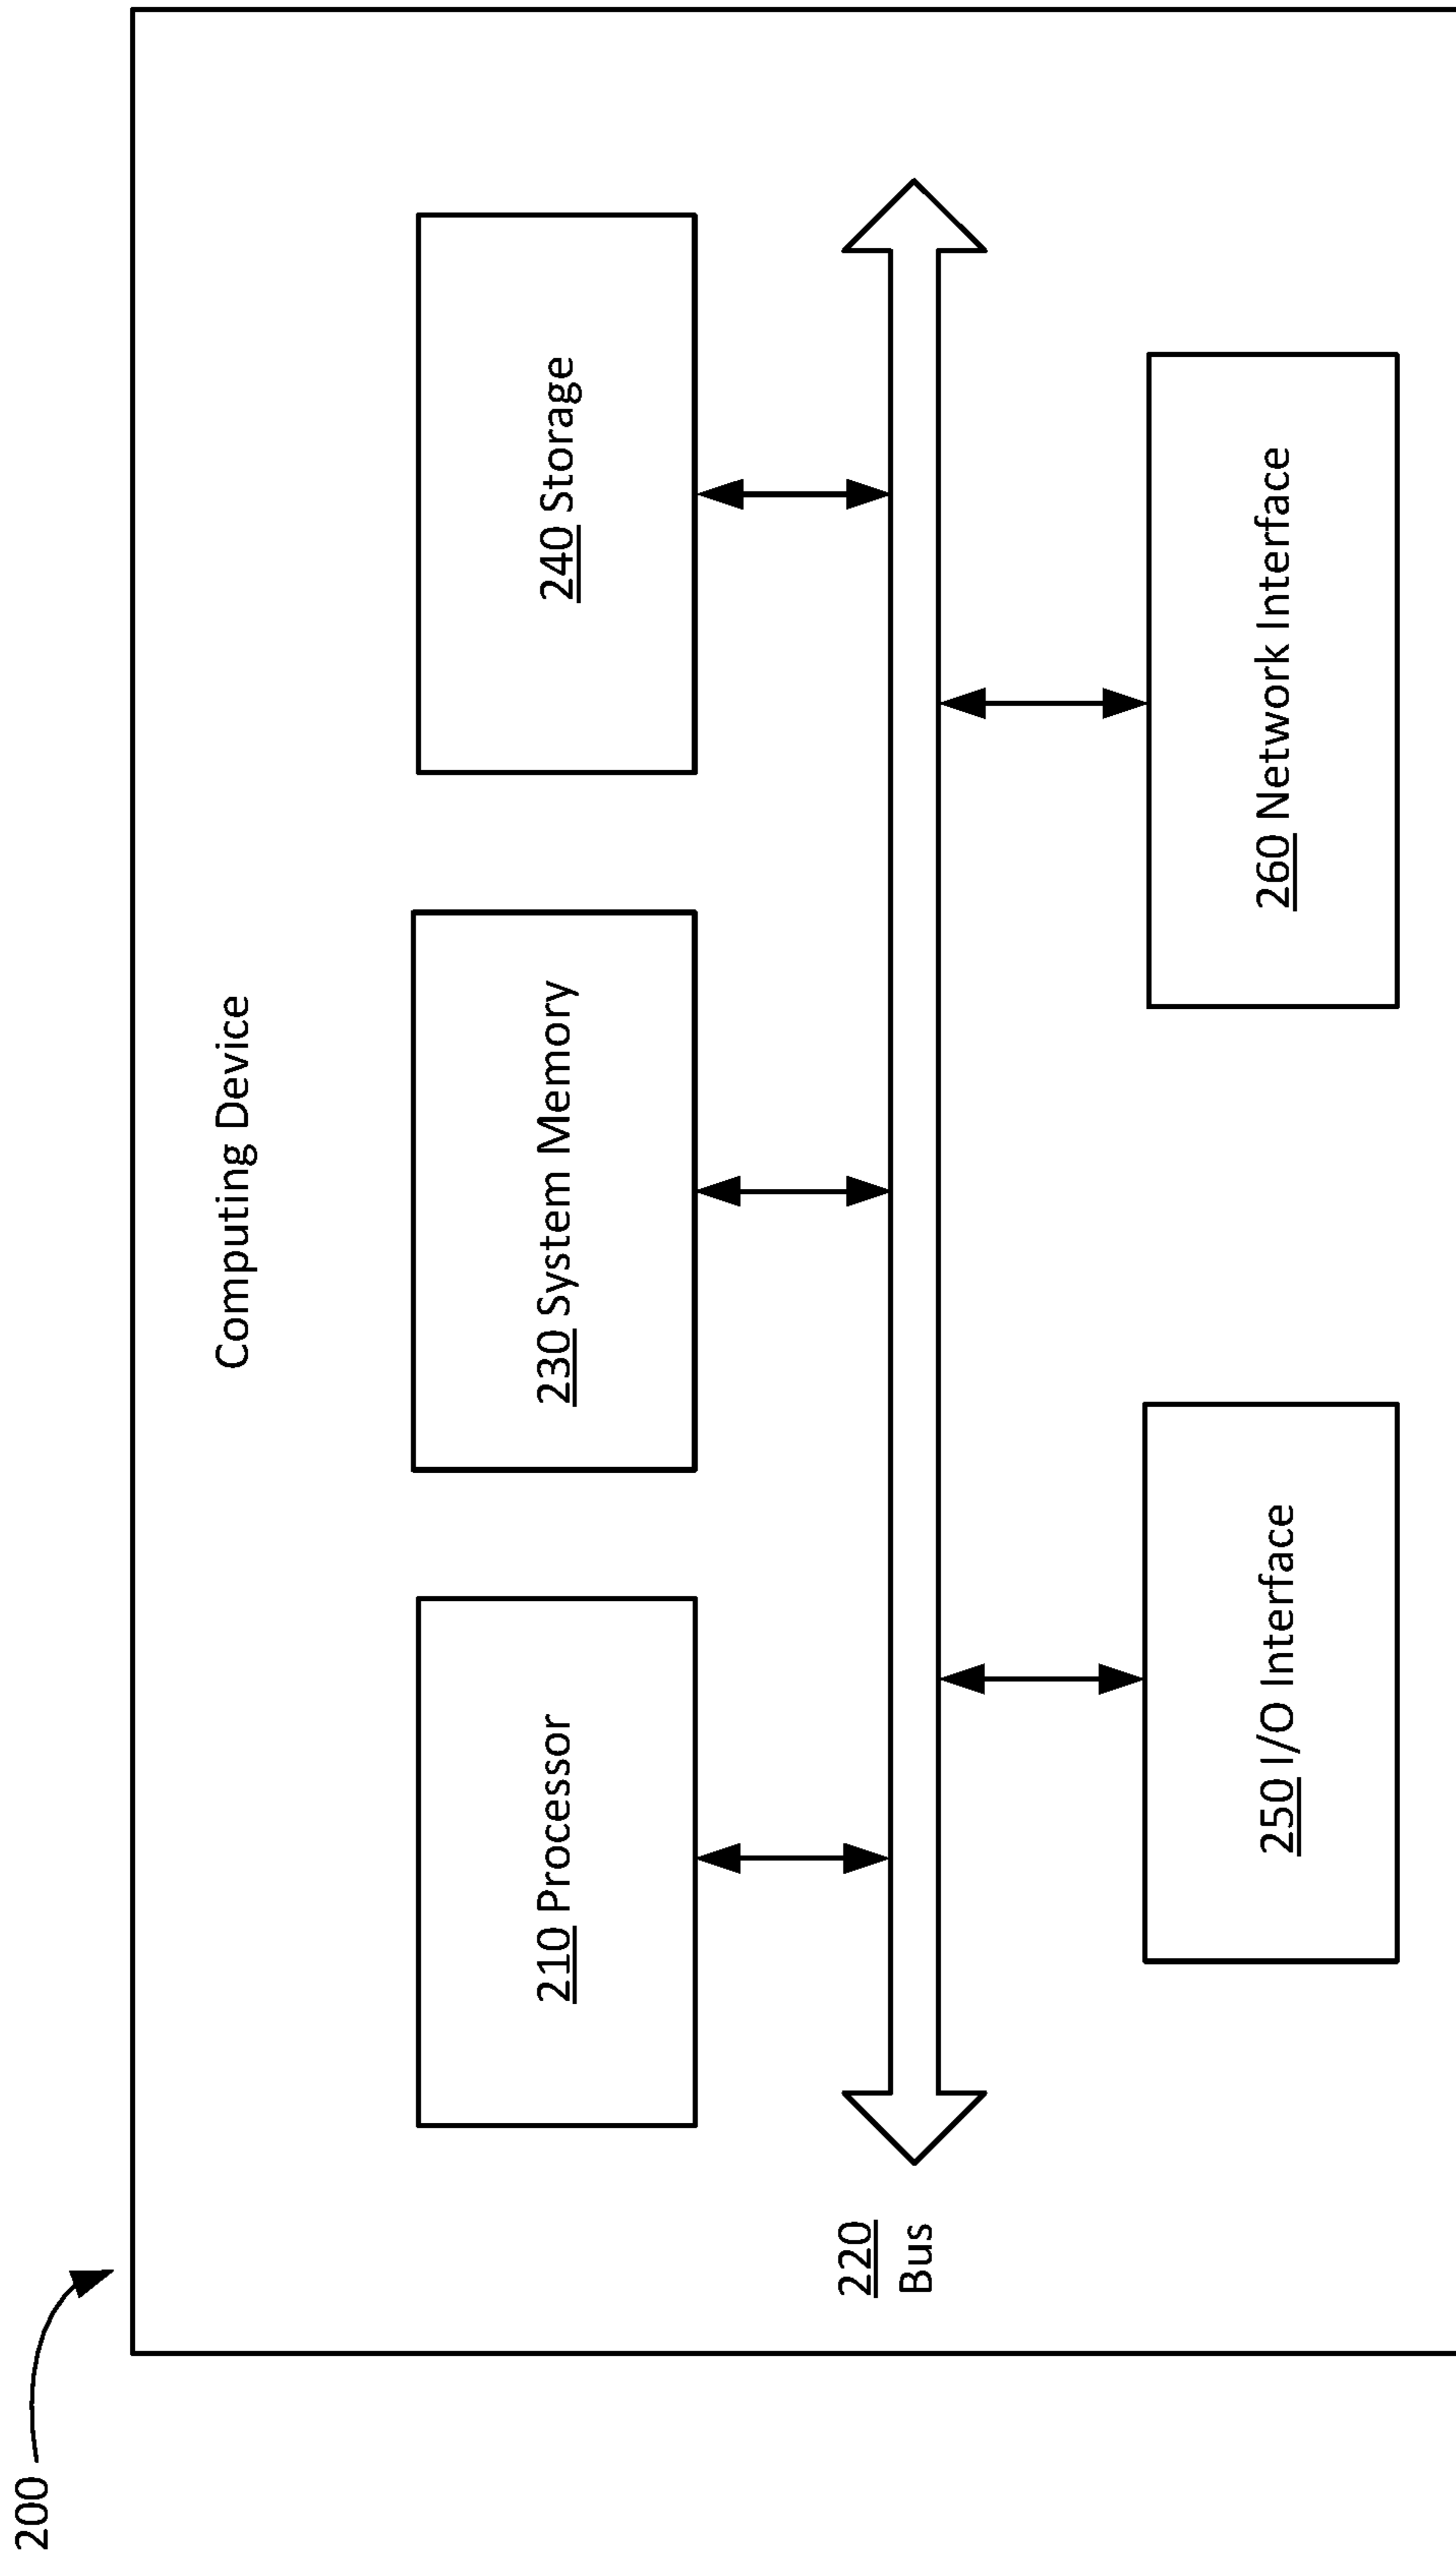 200
Computing Device
210 Processor
230 System Memory
240 Storage
220
Bus
250 I/O Interface
260 Network Interface